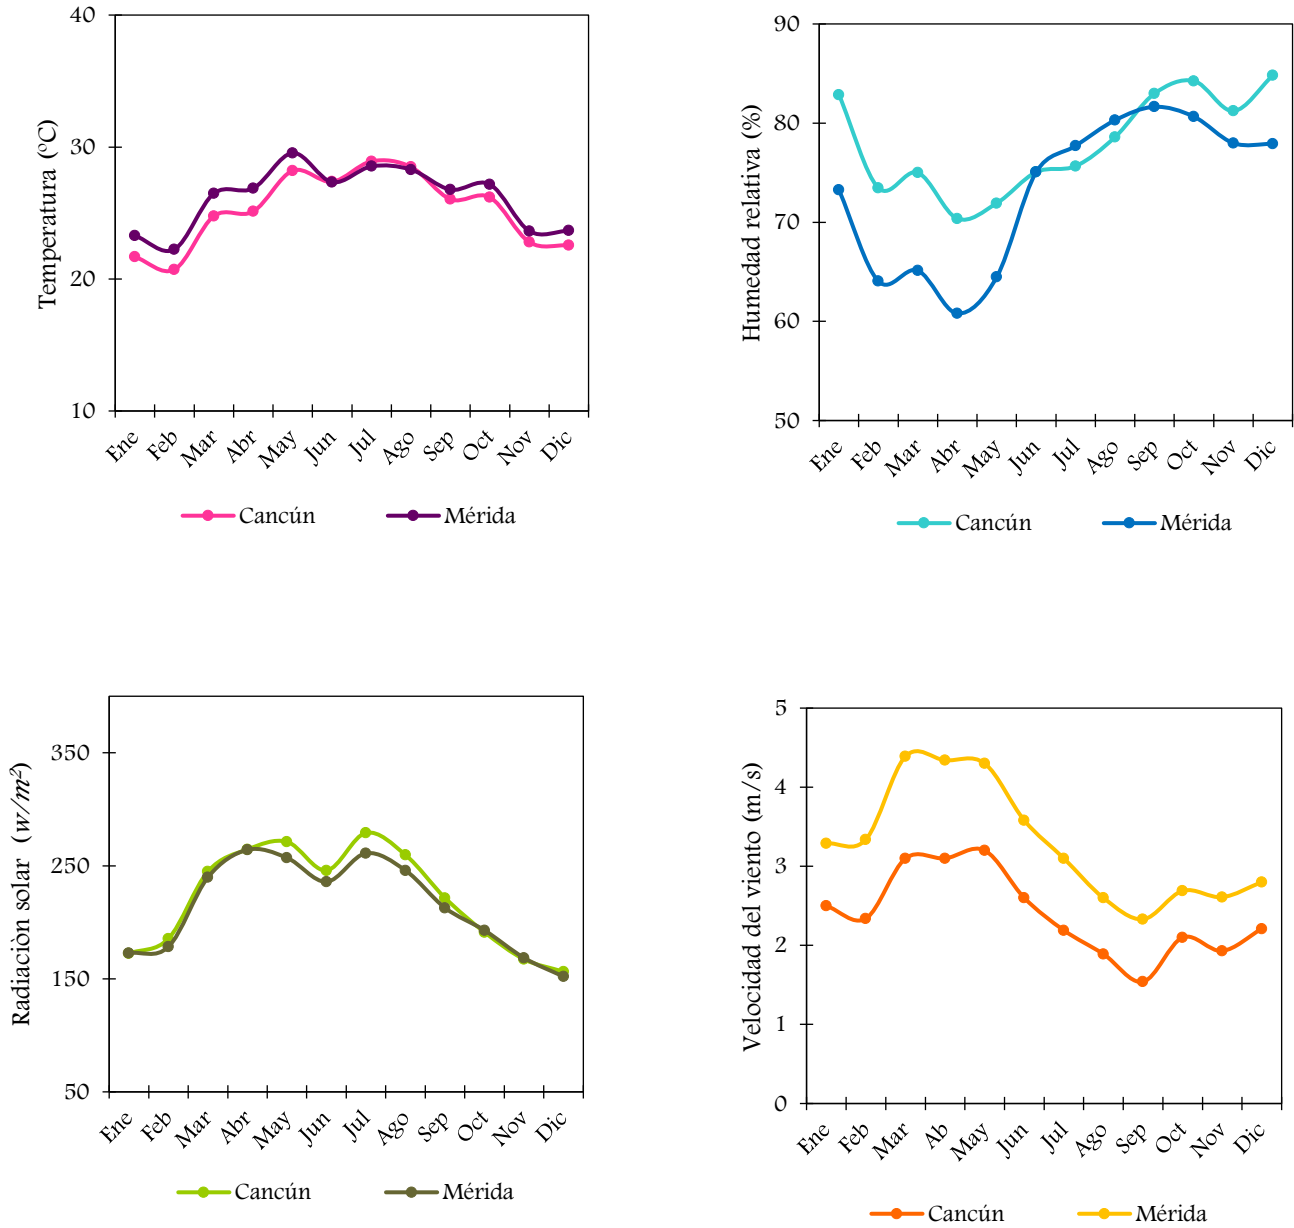 Temperatura (ºC)
40
30
20
10
Ene Feb Mar Abr May Jun Jul Ago Sep Oct Nov Dic
Cancún Mérida
Humedad relativa (%)
90
80
70
60
50
Ene Feb Mar Abr May Jun Jul Ago Sep Oct Nov Dic
Cancún Mérida
Radiaciòn solar (w/m²)
350
250
150
50
Ene Feb Mar Abr May Jun Jul Ago Sep Oct Nov Dic
Cancún Mérida
Velocidad del viento (m/s)
5
4
3
2
1
0
Ene Feb Mar Ab May Jun Jul Ago Sep Oct Nov Dic
Cancún Mérida